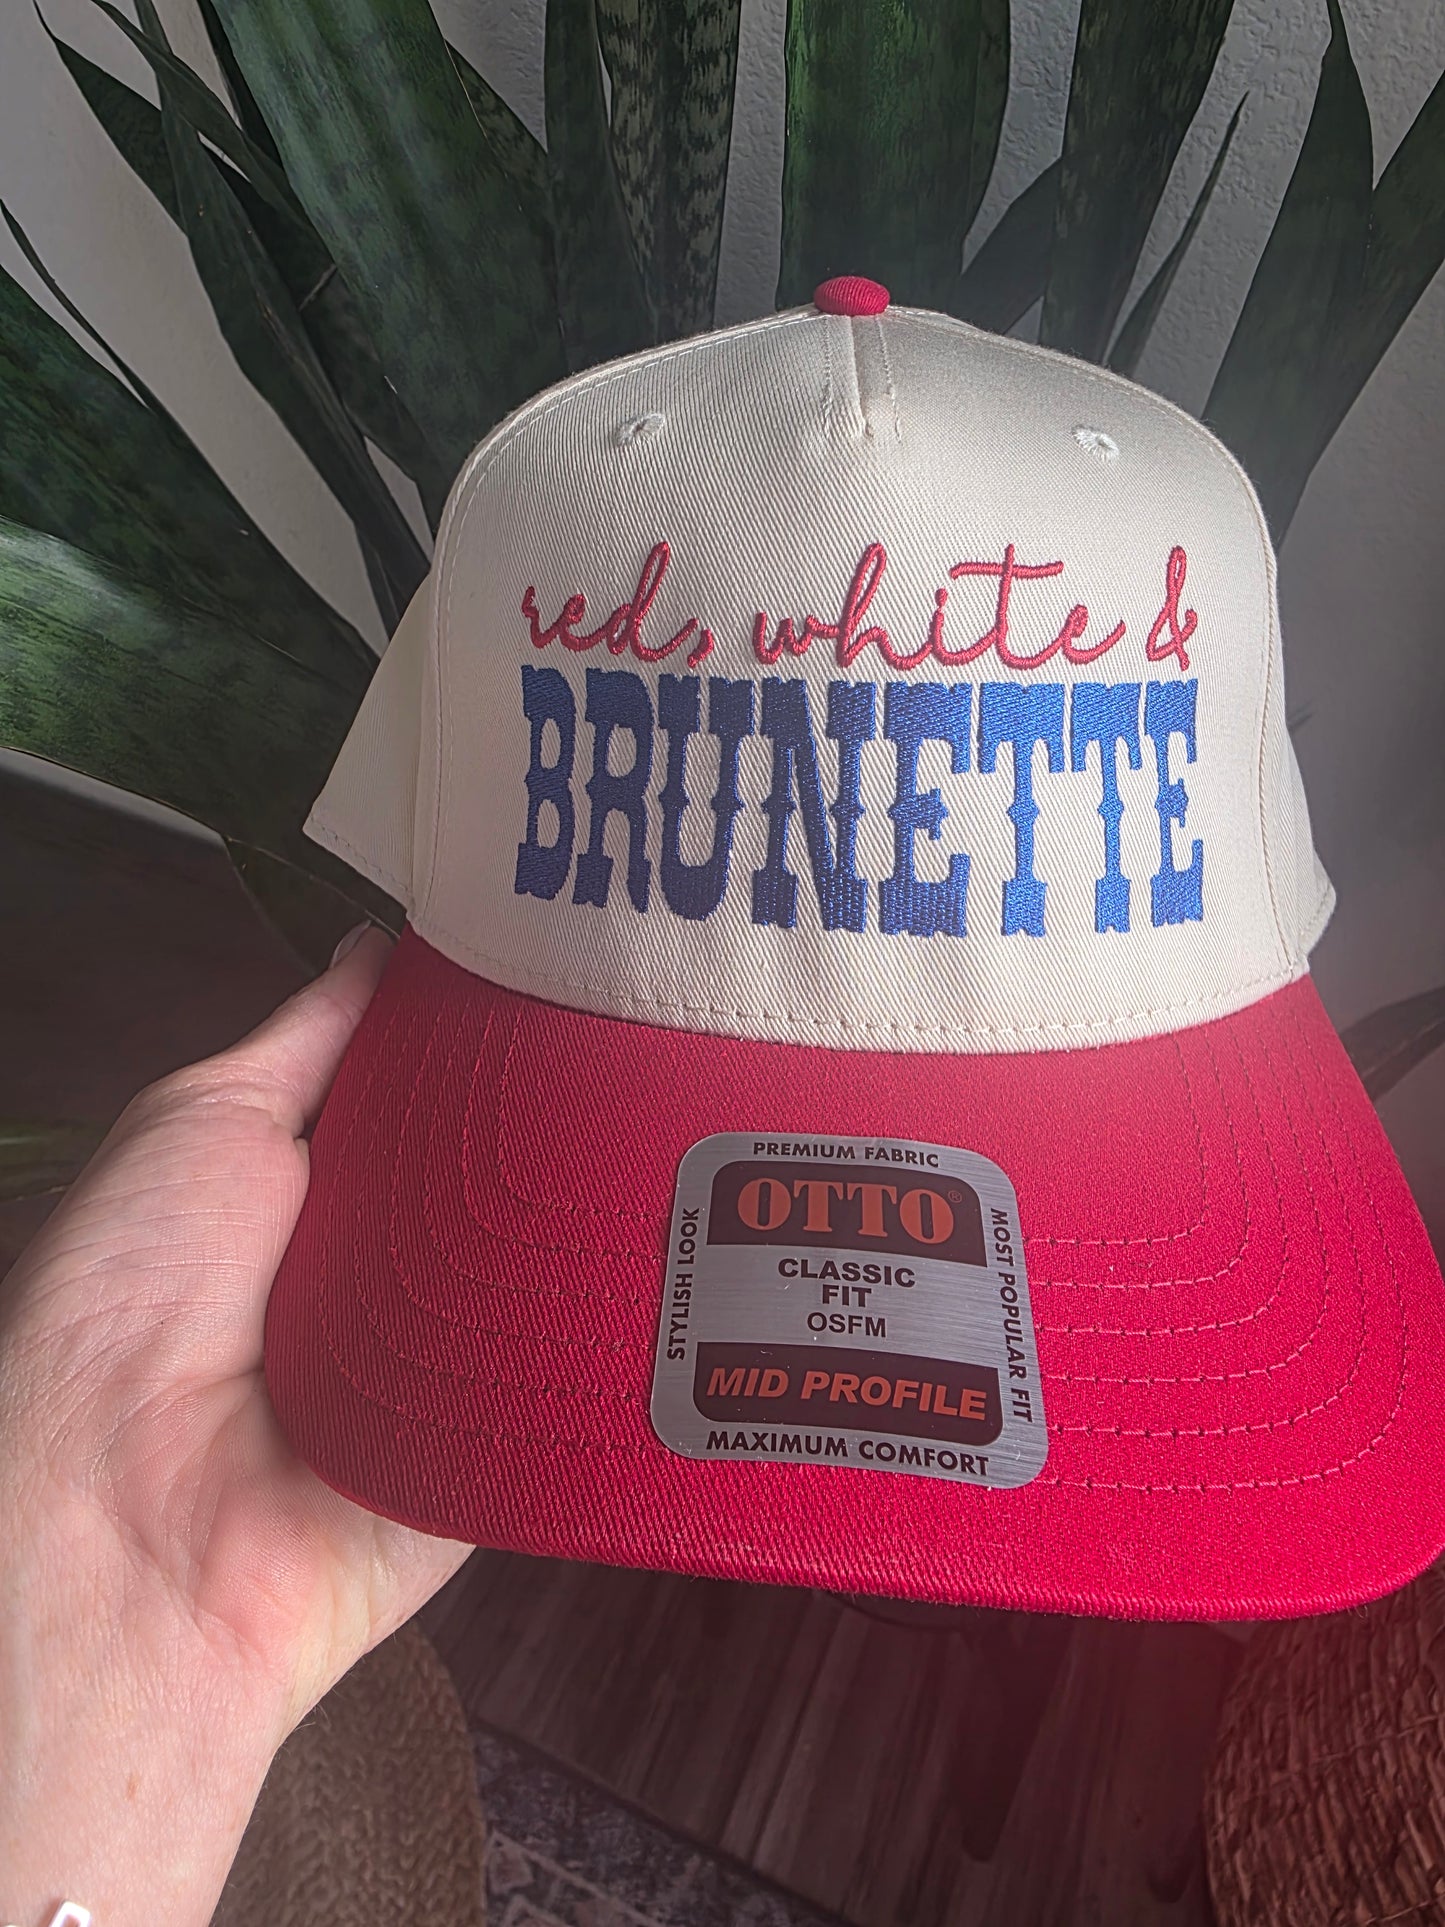 red, white &
BRUNETTE
PREMIUM FABRIC
OTTO®
STYLISH LOOK
CLASSIC
FIT
OSFM
MOST POPULAR FIT
MID PROFILE
MAXIMUM COMFORT